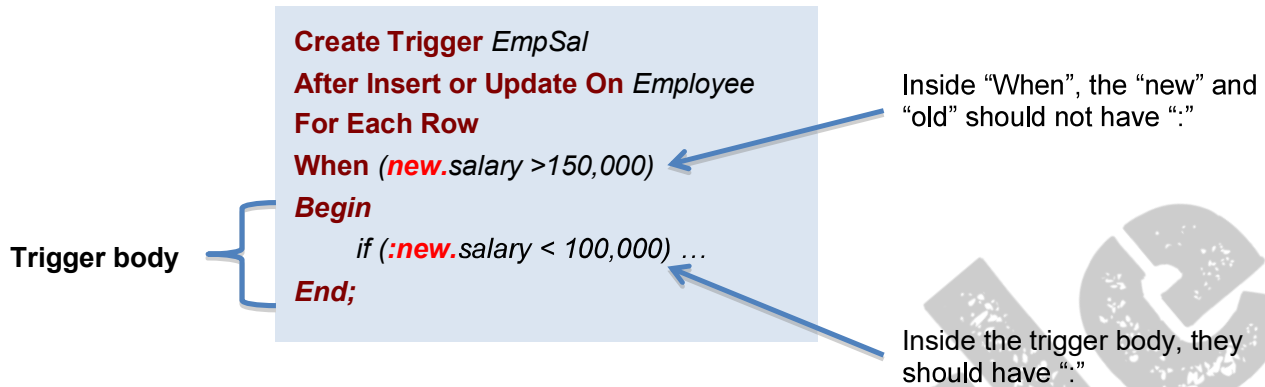 Create Trigger EmpSal
After Insert or Update On Employee
For Each Row
When (new.salary >150,000)
Begin
if (:new.salary < 100,000) …
End;
Trigger body
Inside “When”, the “new” and
“old” should not have “:”
Inside the trigger body, they
should have “:”